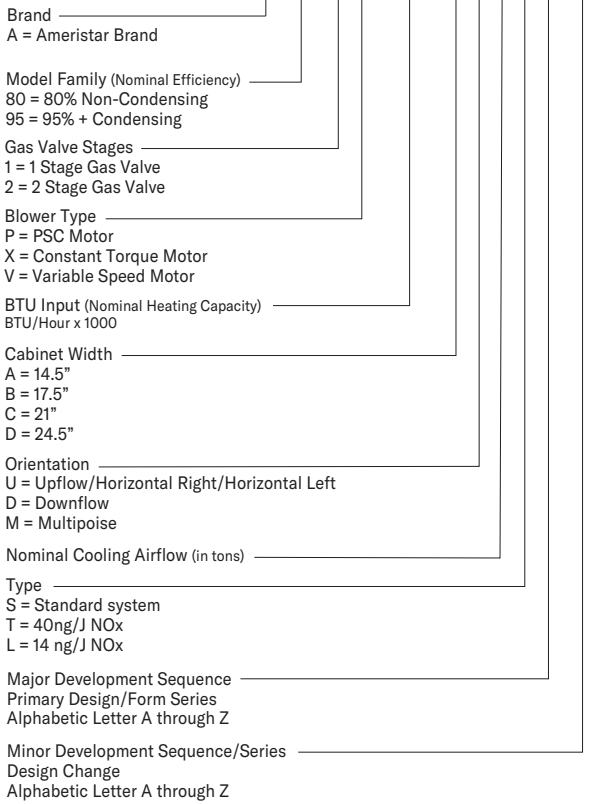 Brand
A = Ameristar Brand
Model Family (Nominal Efficiency)
80 = 80% Non-Condensing
95 = 95% + Condensing
Gas Valve Stages
1 = 1 Stage Gas Valve
2 = 2 Stage Gas Valve
Blower Type
P = PSC Motor
X = Constant Torque Motor
V = Variable Speed Motor
BTU Input (Nominal Heating Capacity)
BTU/Hour x 1000
Cabinet Width
A = 14.5”
B = 17.5”
C = 21”
D = 24.5”
Orientation
U = Upflow/Horizontal Right/Horizontal Left
D = Downflow
M = Multipoise
Nominal Cooling Airflow (in tons)
Type
S = Standard system
T = 40ng/J NOx
L = 14 ng/J NOx
Major Development Sequence
Primary Design/Form Series
Alphabetic Letter A through Z
Minor Development Sequence/Series
Design Change
Alphabetic Letter A through Z